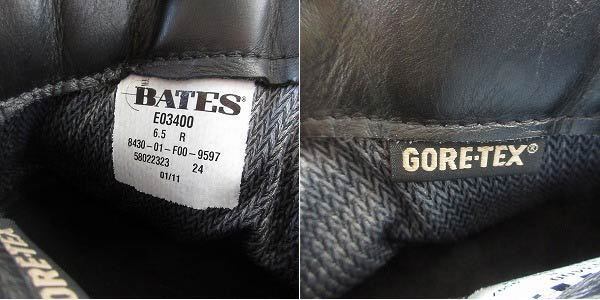 BATES
E03400
6.5 R
8430-01-F00-9597
58022323 24
01/11
GORE-TEX
GORE-TEX®